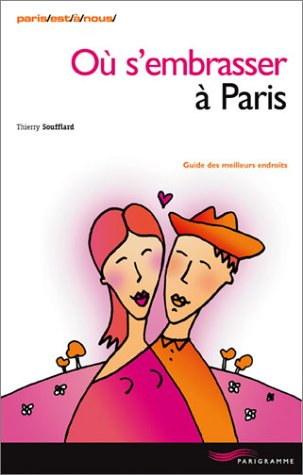 paris/est/à/nous/
Où s'embrasser
à Paris
Thierry Soufflard
Guide des meilleurs endroits
PARIGRAMME